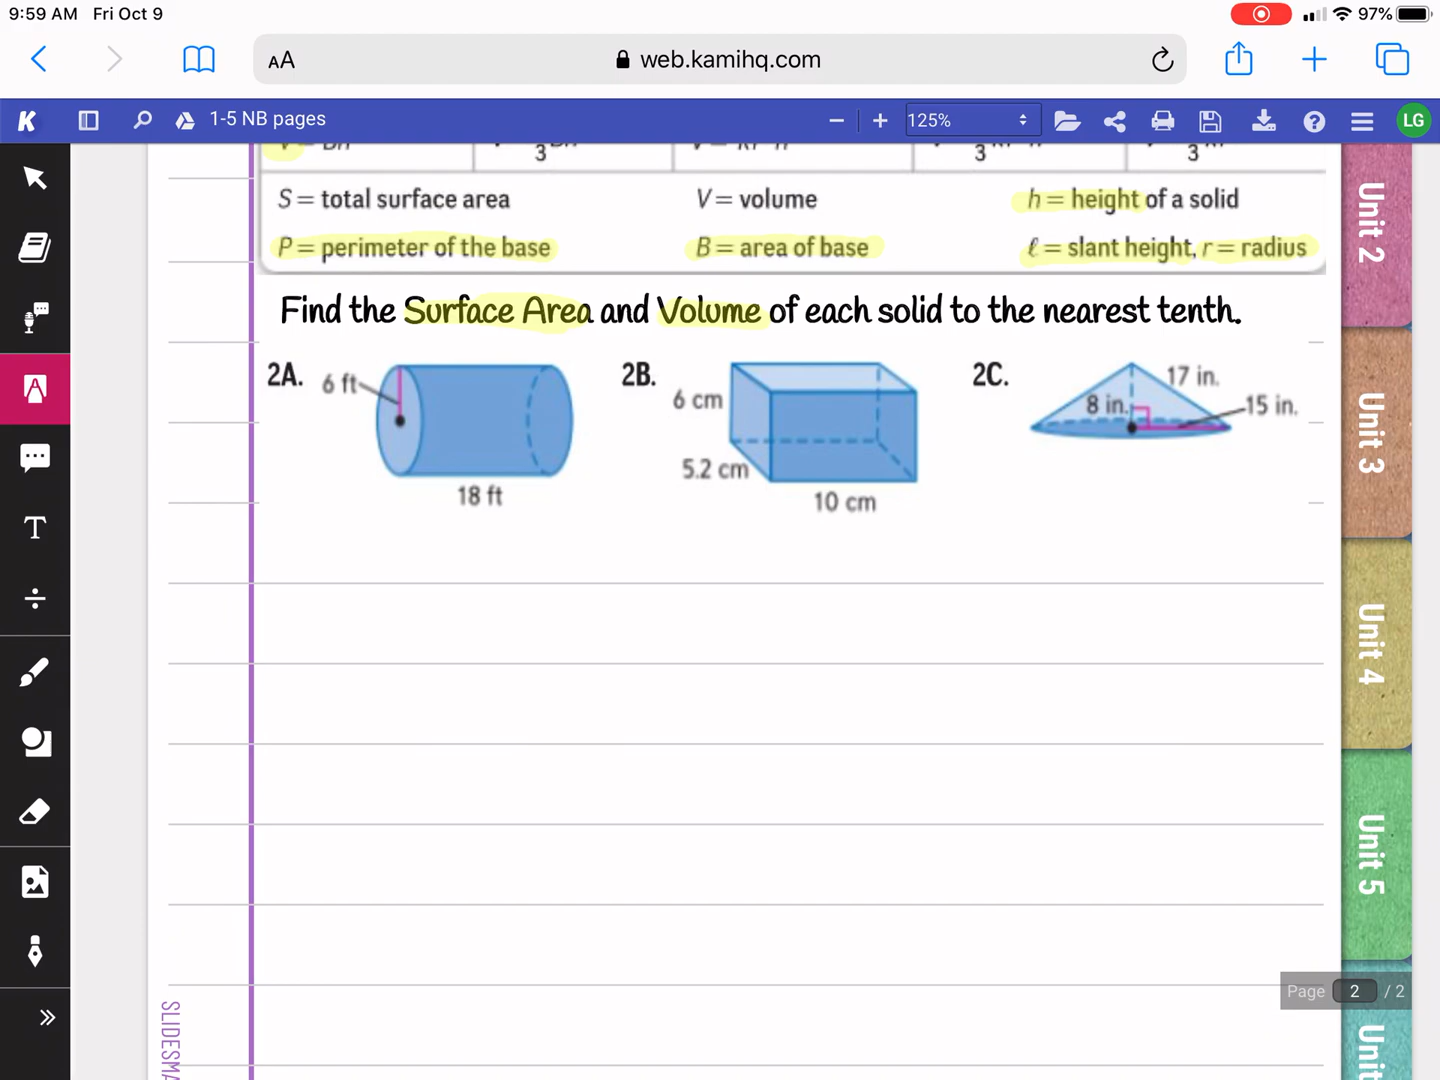 9:59 AM Fri Oct 9
97%
AA web.kamihq.com
K 1-5 NB pages 125% LG
3 3 3
S = total surface area V = volume h = height of a solid
P = perimeter of the base B = area of base ℓ = slant height, r = radius
Find the Surface Area and Volume of each solid to the nearest tenth.
2A. 6 ft 2B. 6 cm 2C. 17 in.
8 in. 15 in.
5.2 cm
18 ft 10 cm
Unit 2
Unit 3
Unit 4
Unit 5
Page 2 / 2
T